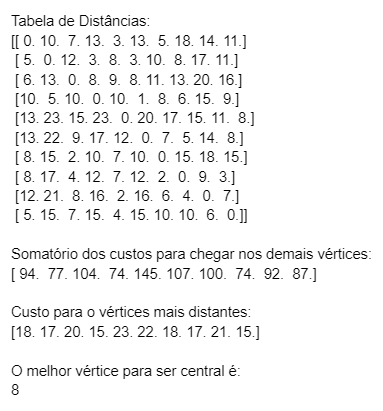 Tabela de Distâncias:
[[ 0. 10. 7. 13. 3. 13. 5. 18. 14. 11.]
[ 5. 0. 12. 3. 8. 3. 10. 8. 17. 11.]
[ 6. 13. 0. 8. 9. 8. 11. 13. 20. 16.]
[10. 5. 10. 0. 10. 1. 8. 6. 15. 9.]
[13. 23. 15. 23. 0. 20. 17. 15. 11. 8.]
[13. 22. 9. 17. 12. 0. 7. 5. 14. 8.]
[ 8. 15. 2. 10. 7. 10. 0. 15. 18. 15.]
[ 8. 17. 4. 12. 7. 12. 2. 0. 9. 3.]
[12. 21. 8. 16. 2. 16. 6. 4. 0. 7.]
[ 5. 15. 7. 15. 4. 15. 10. 10. 6. 0.]]
Somatório dos custos para chegar nos demais vértices:
[ 94. 77. 104. 74. 145. 107. 100. 74. 92. 87.]
Custo para o vértices mais distantes:
[18. 17. 20. 15. 23. 22. 18. 17. 21. 15.]
O melhor vértice para ser central é:
8